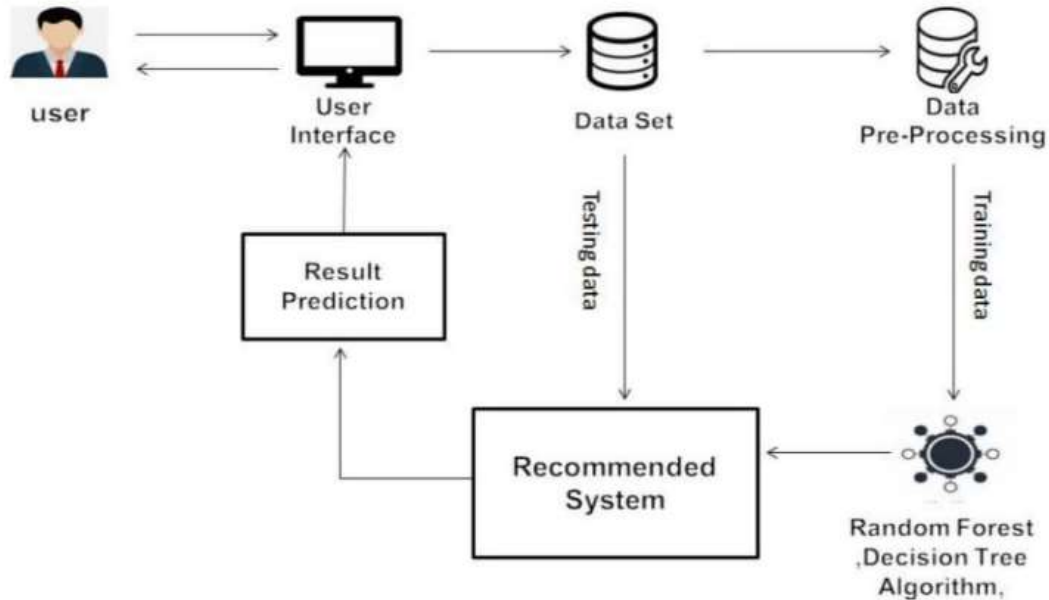 user
User
Interface
Data Set
Data
Pre-Processing
Testing data
Training data
Result
Prediction
Recommended
System
Random Forest
,Decision Tree
Algorithm,